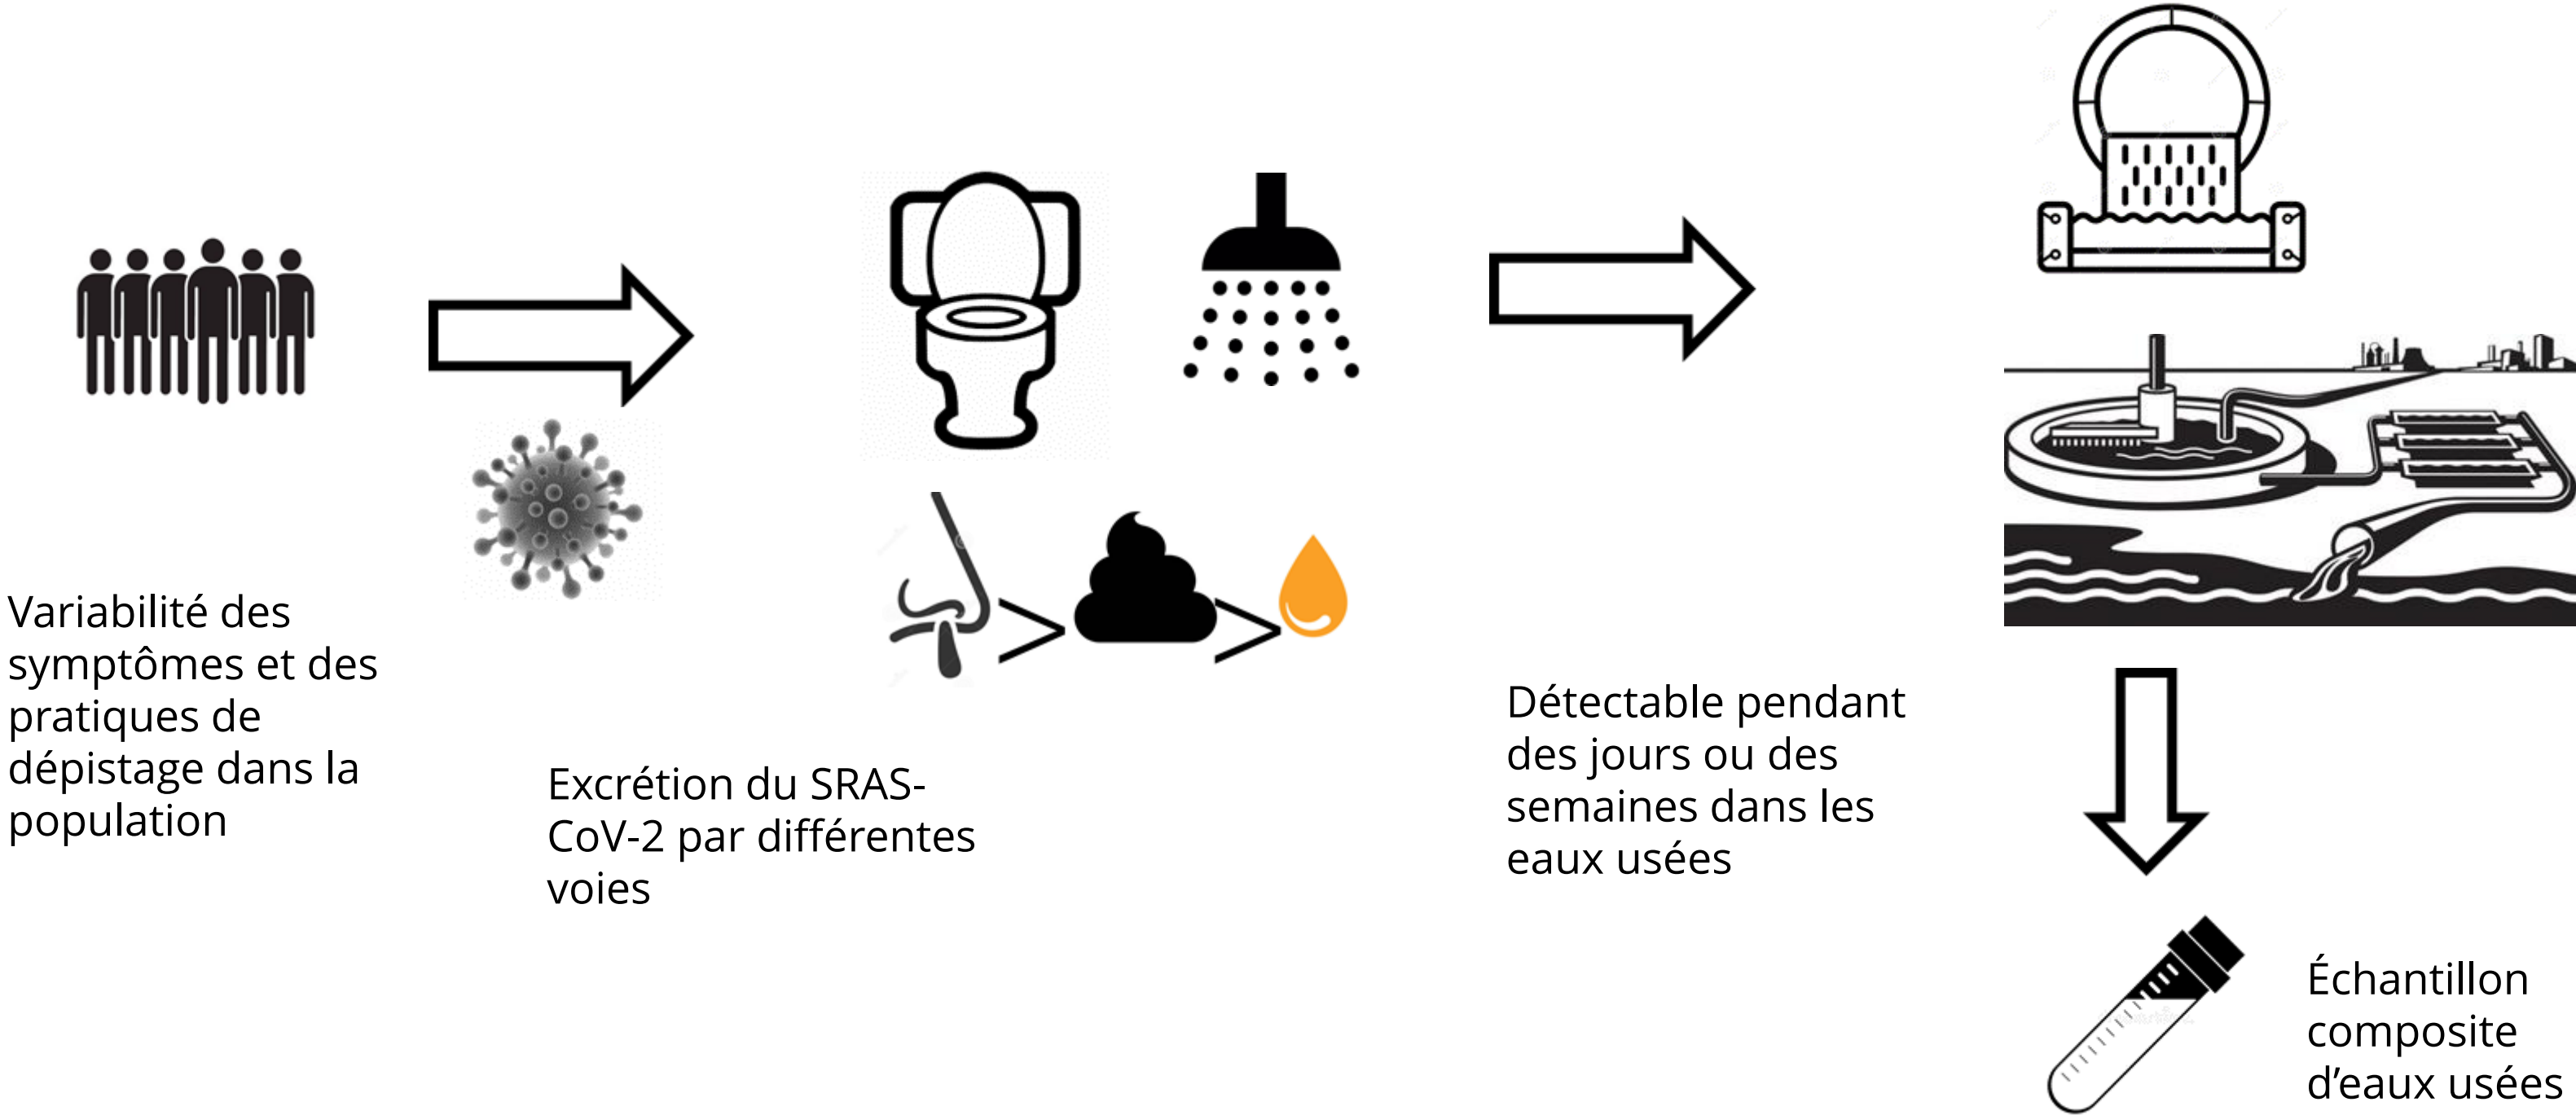 Variabilité des
symptômes et des
pratiques de
dépistage dans la
population
Excrétion du SRAS-
CoV-2 par différentes
voies
>
>
Détectable pendant
des jours ou des
semaines dans les
eaux usées
Échantillon
composite
d’eaux usées